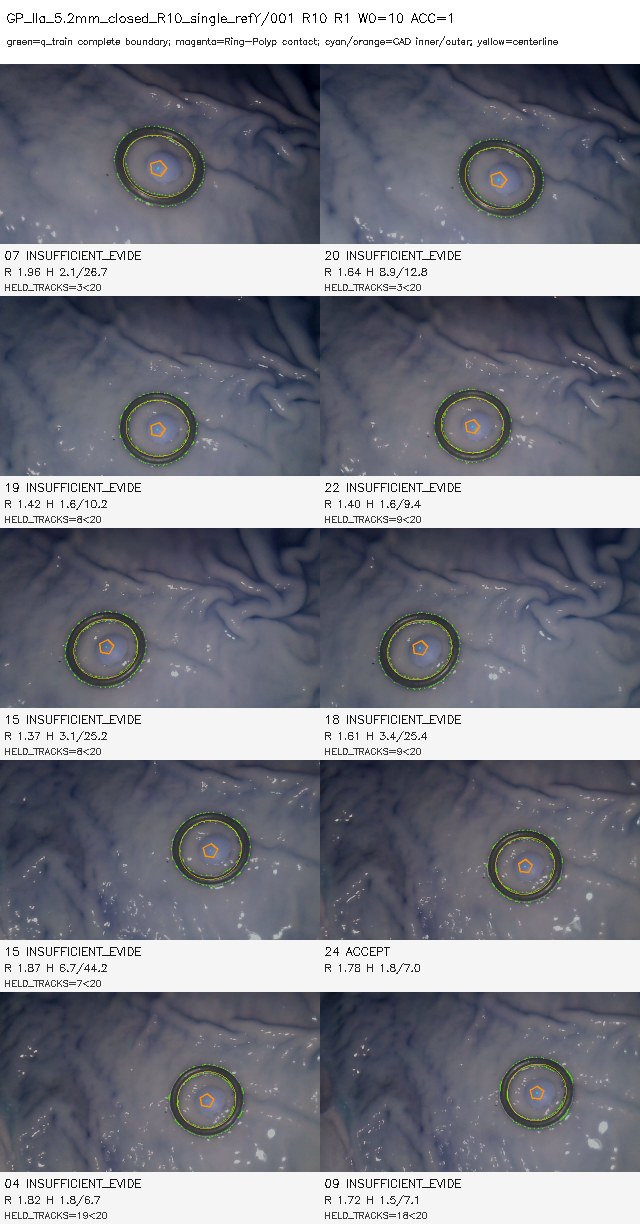 GP_IIa_5.2mm_closed_R10_single_refY/001 R10 R1 W0=10 ACC=1
green=q_train complete boundary; magenta=Ring-Polyp contact; cyan/orange=CAD inner/outer; yellow=centerline
07 INSUFFICIENT_EVIDE
R 1.96 H 2.1/26.7
HELD_TRACKS=3<20
20 INSUFFICIENT_EVIDE
R 1.64 H 8.9/12.8
HELD_TRACKS=3<20
19 INSUFFICIENT_EVIDE
R 1.42 H 1.6/10.2
HELD_TRACKS=8<20
22 INSUFFICIENT_EVIDE
R 1.40 H 1.6/9.4
HELD_TRACKS=9<20
15 INSUFFICIENT_EVIDE
R 1.37 H 3.1/25.2
HELD_TRACKS=8<20
18 INSUFFICIENT_EVIDE
R 1.61 H 3.4/25.4
HELD_TRACKS=9<20
15 INSUFFICIENT_EVIDE
R 1.87 H 6.7/44.2
HELD_TRACKS=7<20
24 ACCEPT
R 1.78 H 1.8/7.0
04 INSUFFICIENT_EVIDE
R 1.82 H 1.8/6.7
HELD_TRACKS=19<20
09 INSUFFICIENT_EVIDE
R 1.72 H 1.5/7.1
HELD_TRACKS=18<20